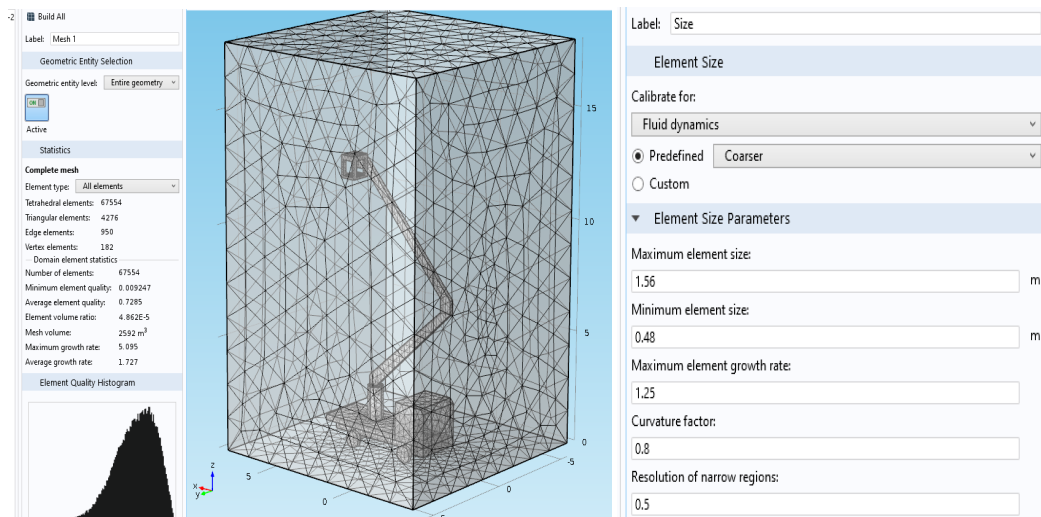 -2
Build All
Label: Mesh 1
Geometric Entity Selection
Geometric entity level: Entire geometry
ON
Active
Statistics
Complete mesh
Element type: All elements
Tetrahedral elements: 67554
Triangular elements: 4276
Edge elements: 950
Vertex elements: 182
Domain element statistics
Number of elements: 67554
Minimum element quality: 0.009247
Average element quality: 0.7285
Element volume ratio: 4.862E-5
Mesh volume: 2592 m³
Maximum growth rate: 5.095
Average growth rate: 1.727
Element Quality Histogram
15
10
5
0
-5
0
5
0
z
x
y
Label: Size
Element Size
Calibrate for:
Fluid dynamics
Predefined Coarser
Custom
Element Size Parameters
Maximum element size:
1.56 m
Minimum element size:
0.48 m
Maximum element growth rate:
1.25
Curvature factor:
0.8
Resolution of narrow regions:
0.5